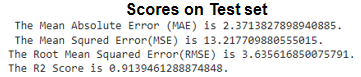 Scores on Test set
The Mean Absolute Error (MAE) is 2.3713827898940885.
The Mean Squred Error(MSE) is 13.217709880555015.
The Root Mean Squared Error(RMSE) is 3.635616850075791.
The R2 Score is 0.9139461288874848.